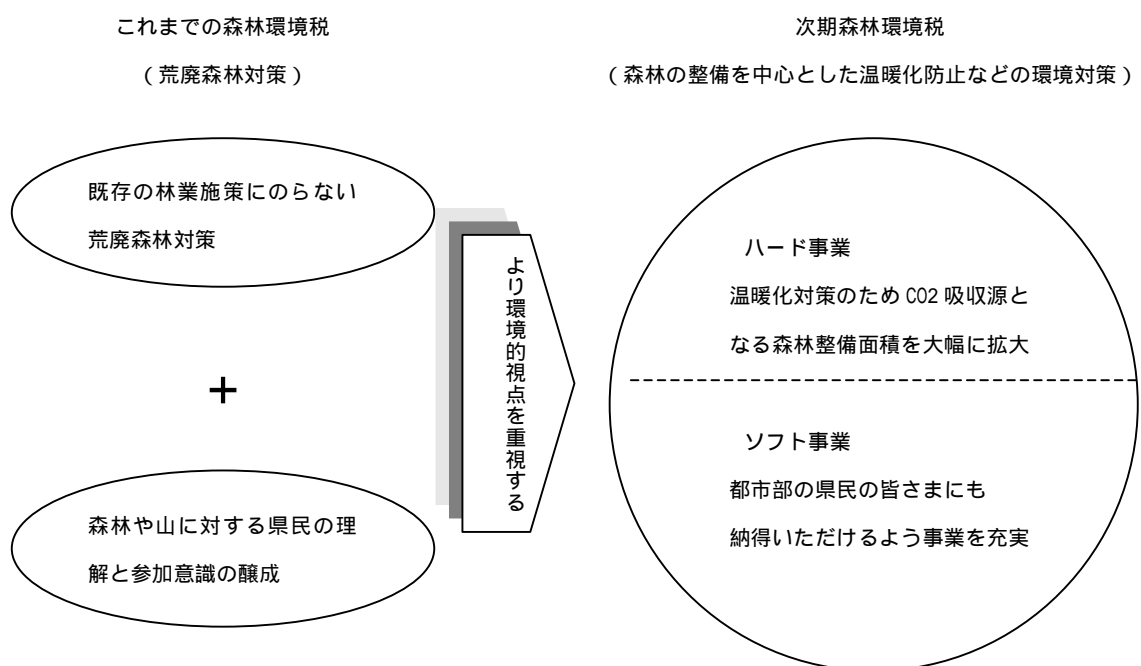 これまでの森林環境税
（荒廃森林対策）
既存の林業施策にのらない
荒廃森林対策
＋
森林や山に対する県民の理
解と参加意識の醸成
より環境的視点を重視する
次期森林環境税
（森林の整備を中心とした温暖化防止などの環境対策）
ハード事業
温暖化対策のため CO2 吸収源と
なる森林整備面積を大幅に拡大
ソフト事業
都市部の県民の皆さまにも
納得いただけるよう事業を充実